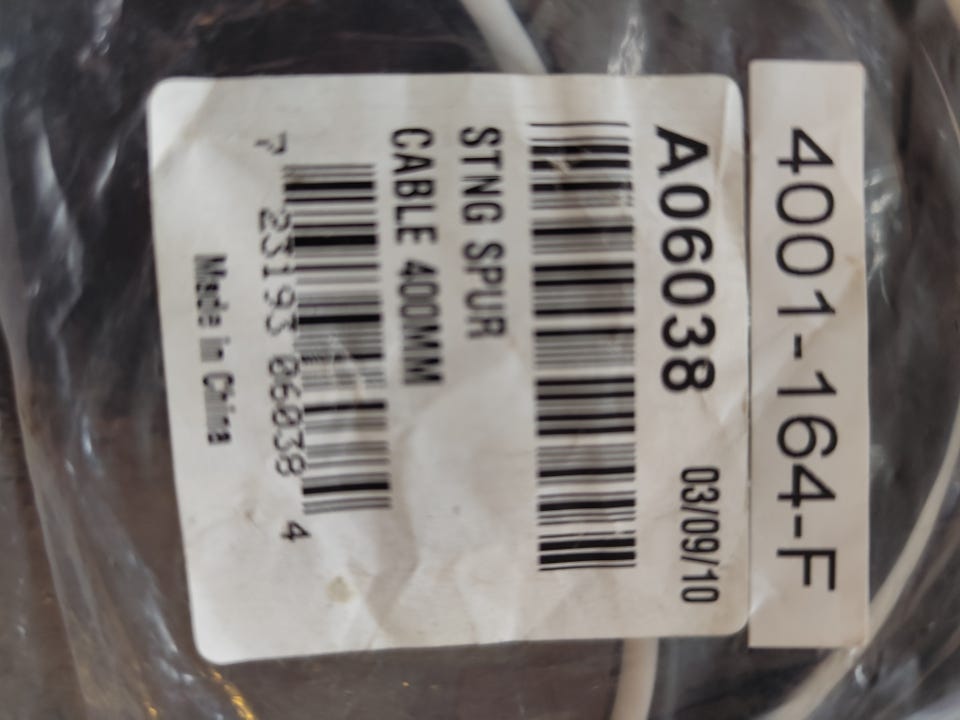 4001-164-F
A06038 03/09/10
STNG SPUR
CABLE 400MM
7 23193 06038 4
Made in China